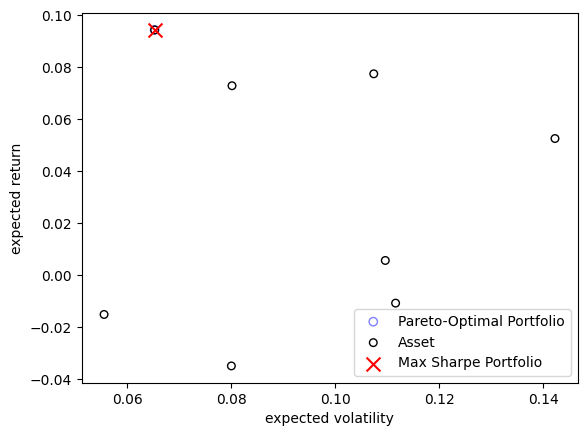 0.10
0.08
0.06
0.04
0.02
0.00
−0.02
−0.04
expected return
Pareto-Optimal Portfolio
Asset
Max Sharpe Portfolio
0.06 0.08 0.10 0.12 0.14
expected volatility